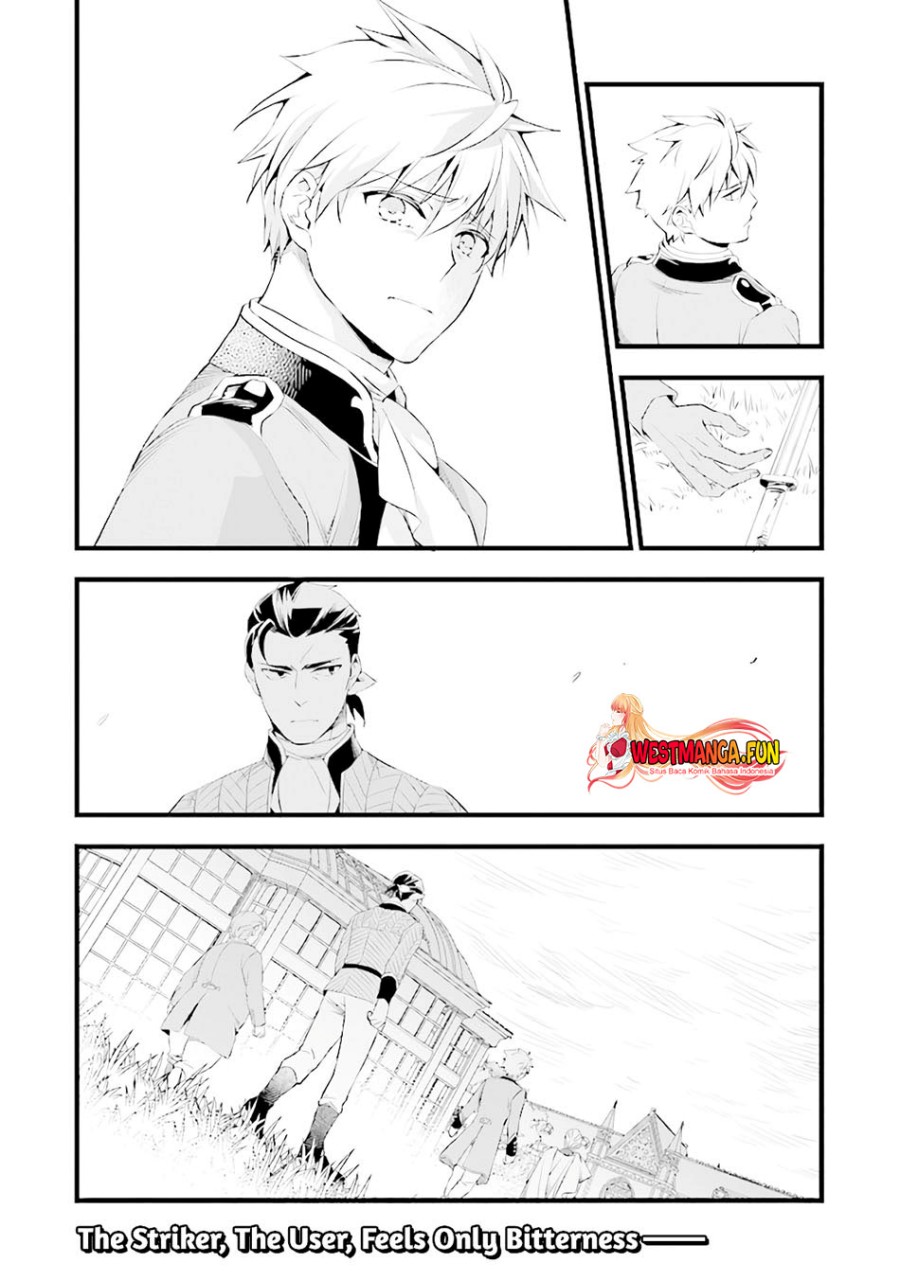 WESTMANGA.FUN
Situs Baca Komik Bahasa Indonesia
The Striker, The User, Feels Only Bitterness——